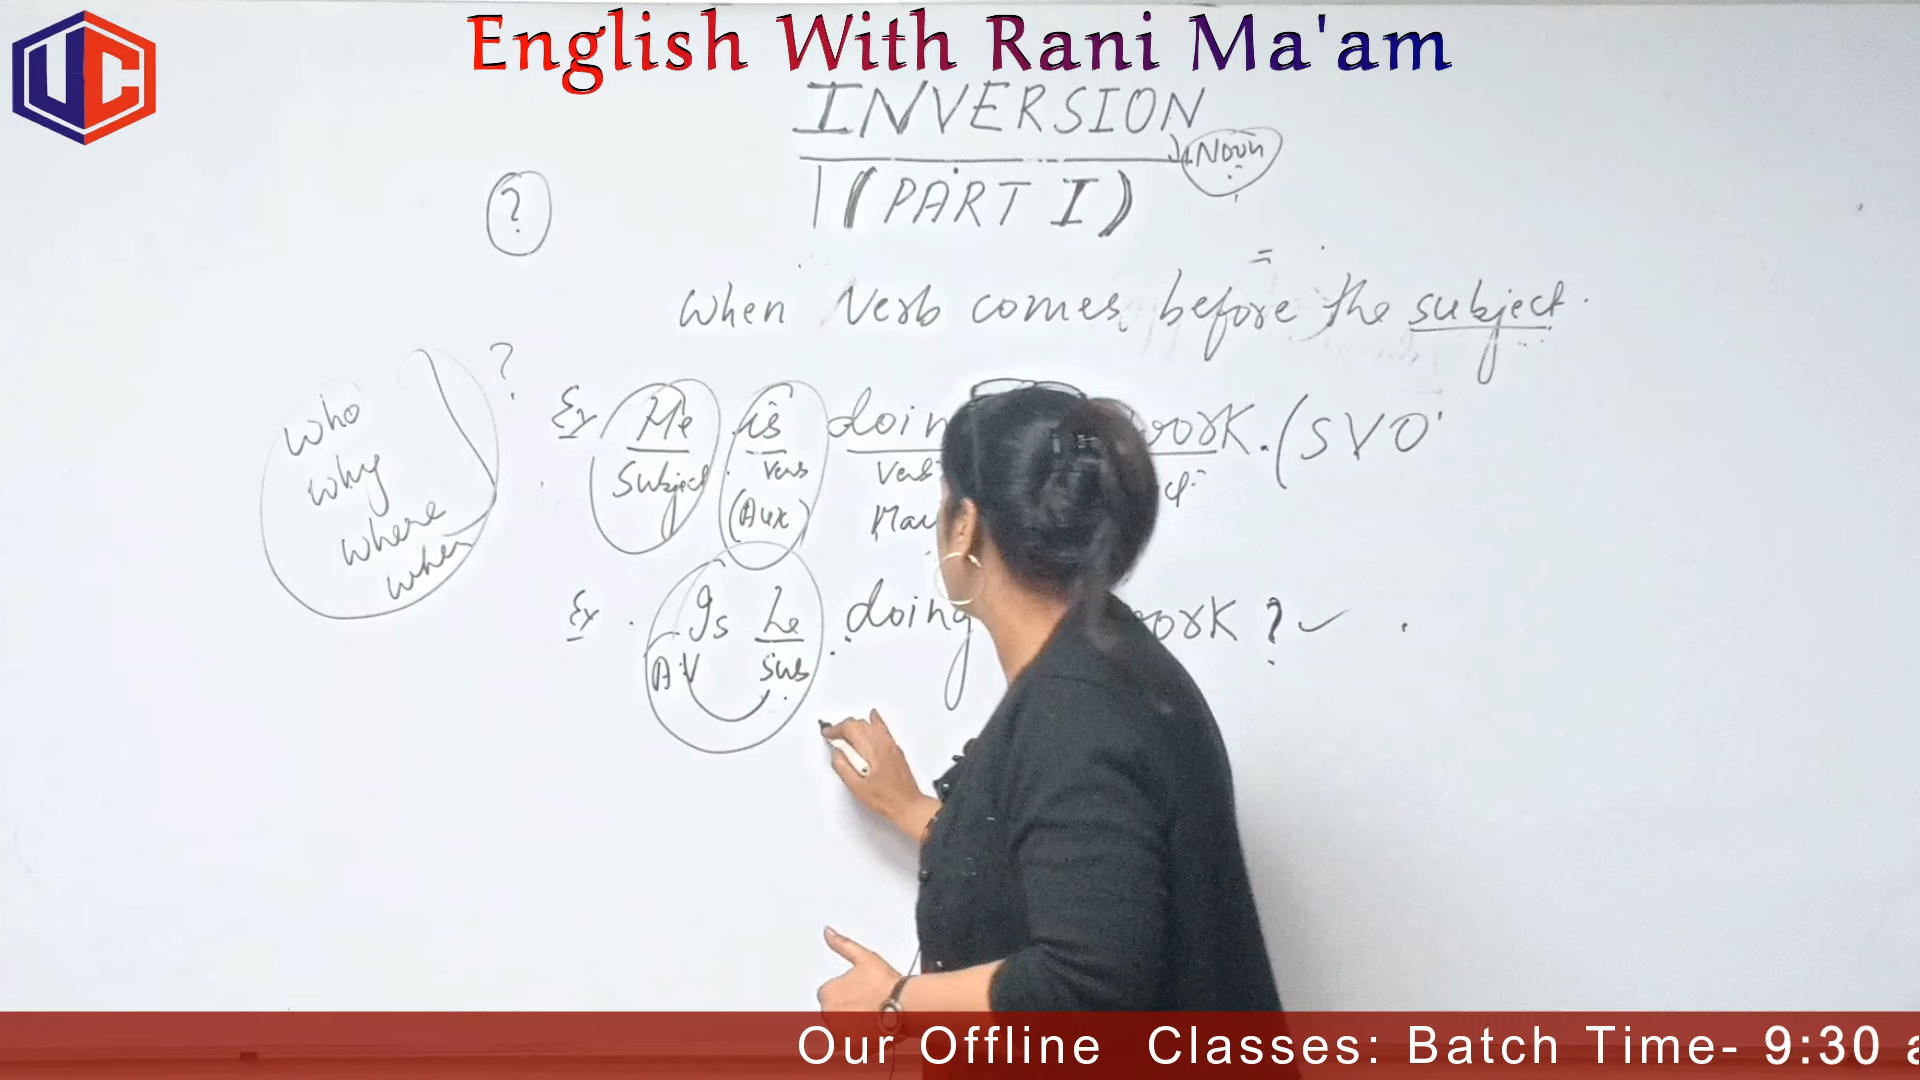 UC
English With Rani Ma'am
INVERSION
Noun
(PART I)
?
When Verb comes before the subject.
?
who
why
where
when
Ex He is doing work. (SVO
Subject Verb Verb
(Aux)
Ex. Is he doing work ?
A.V Sub
Our Offline Classes: Batch Time- 9:30 a